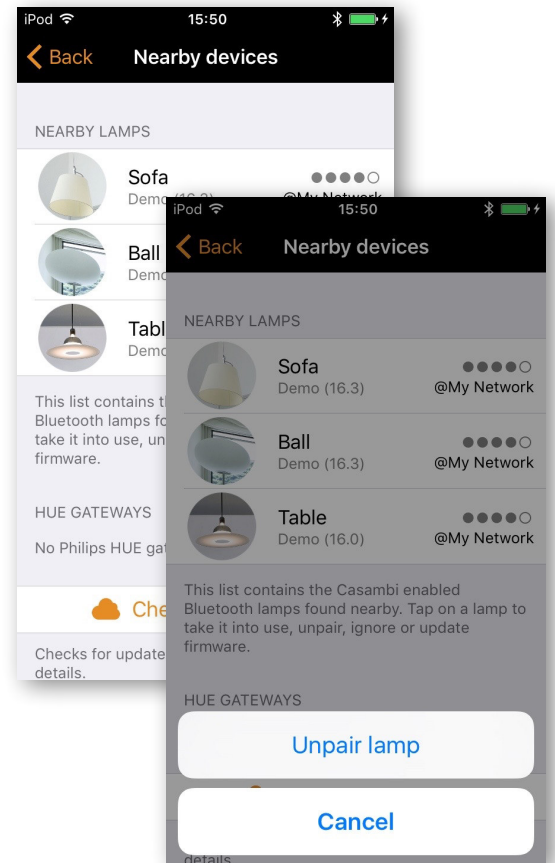 iPod 15:50
Back Nearby devices
NEARBY LAMPS
Sofa
Demo (16.3) @My Network
Ball
Demo
Tabl
Demo
This list contains t
Bluetooth lamps fo
take it into use, un
firmware.
HUE GATEWAYS
No Philips HUE gat
Che
Checks for update
details.
iPod 15:50
Back Nearby devices
NEARBY LAMPS
Sofa
Demo (16.3) @My Network
Ball
Demo (16.3) @My Network
Table
Demo (16.0) @My Network
This list contains the Casambi enabled
Bluetooth lamps found nearby. Tap on a lamp to
take it into use, unpair, ignore or update
firmware.
HUE GATEWAYS
Unpair lamp
Cancel
details.